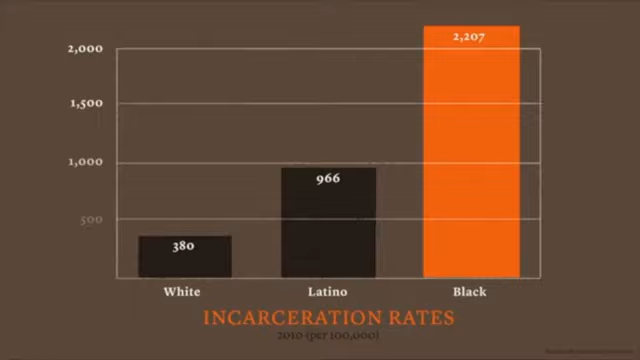 2,000
1,500
1,000
500
2,207
966
380
White Latino Black
INCARCERATION RATES
2010 (per 100,000)